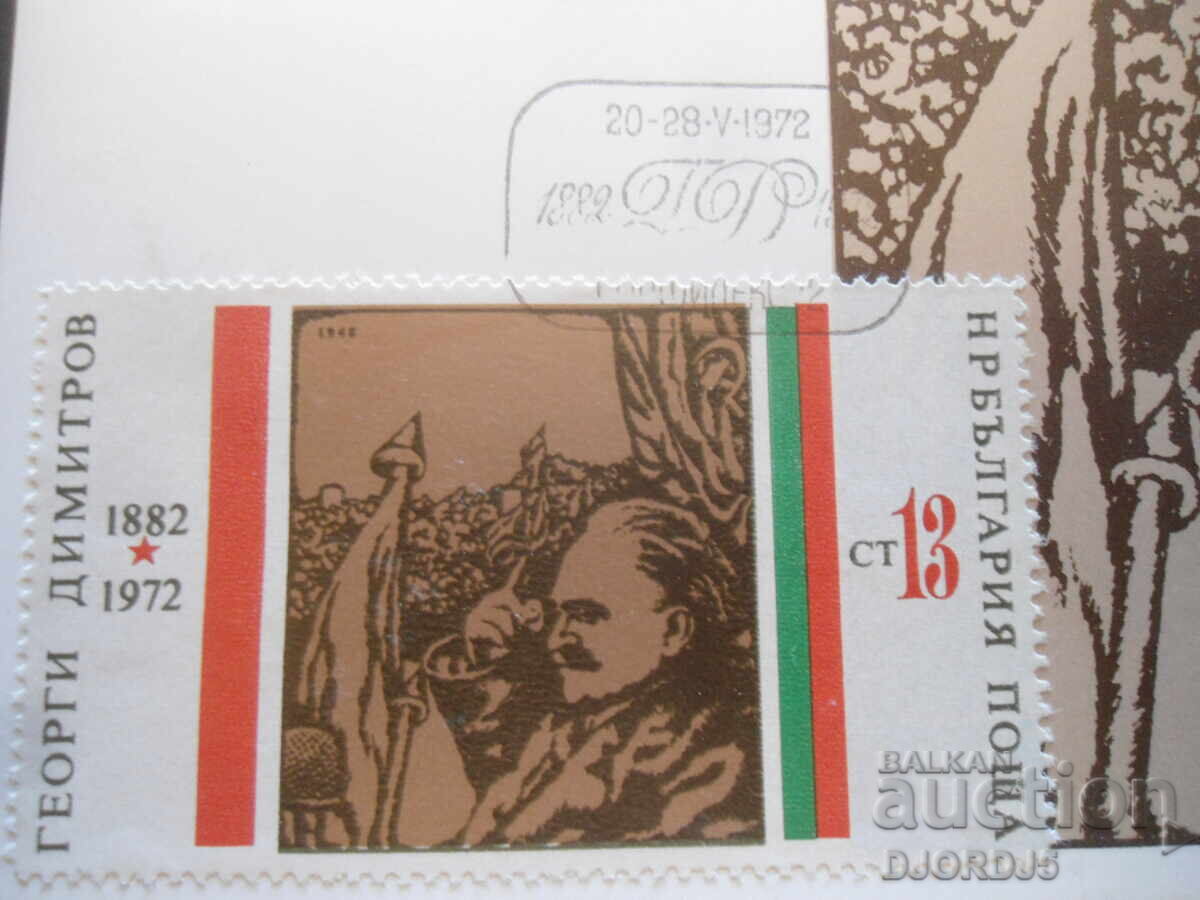 20-28·V·1972
1882
ГЕОРГИ ДИМИТРОВ
1882
1972
1948
СТ 13
НР БЪЛГАРИЯ ПОЩА
BALKAN
auction
DJORDJ5